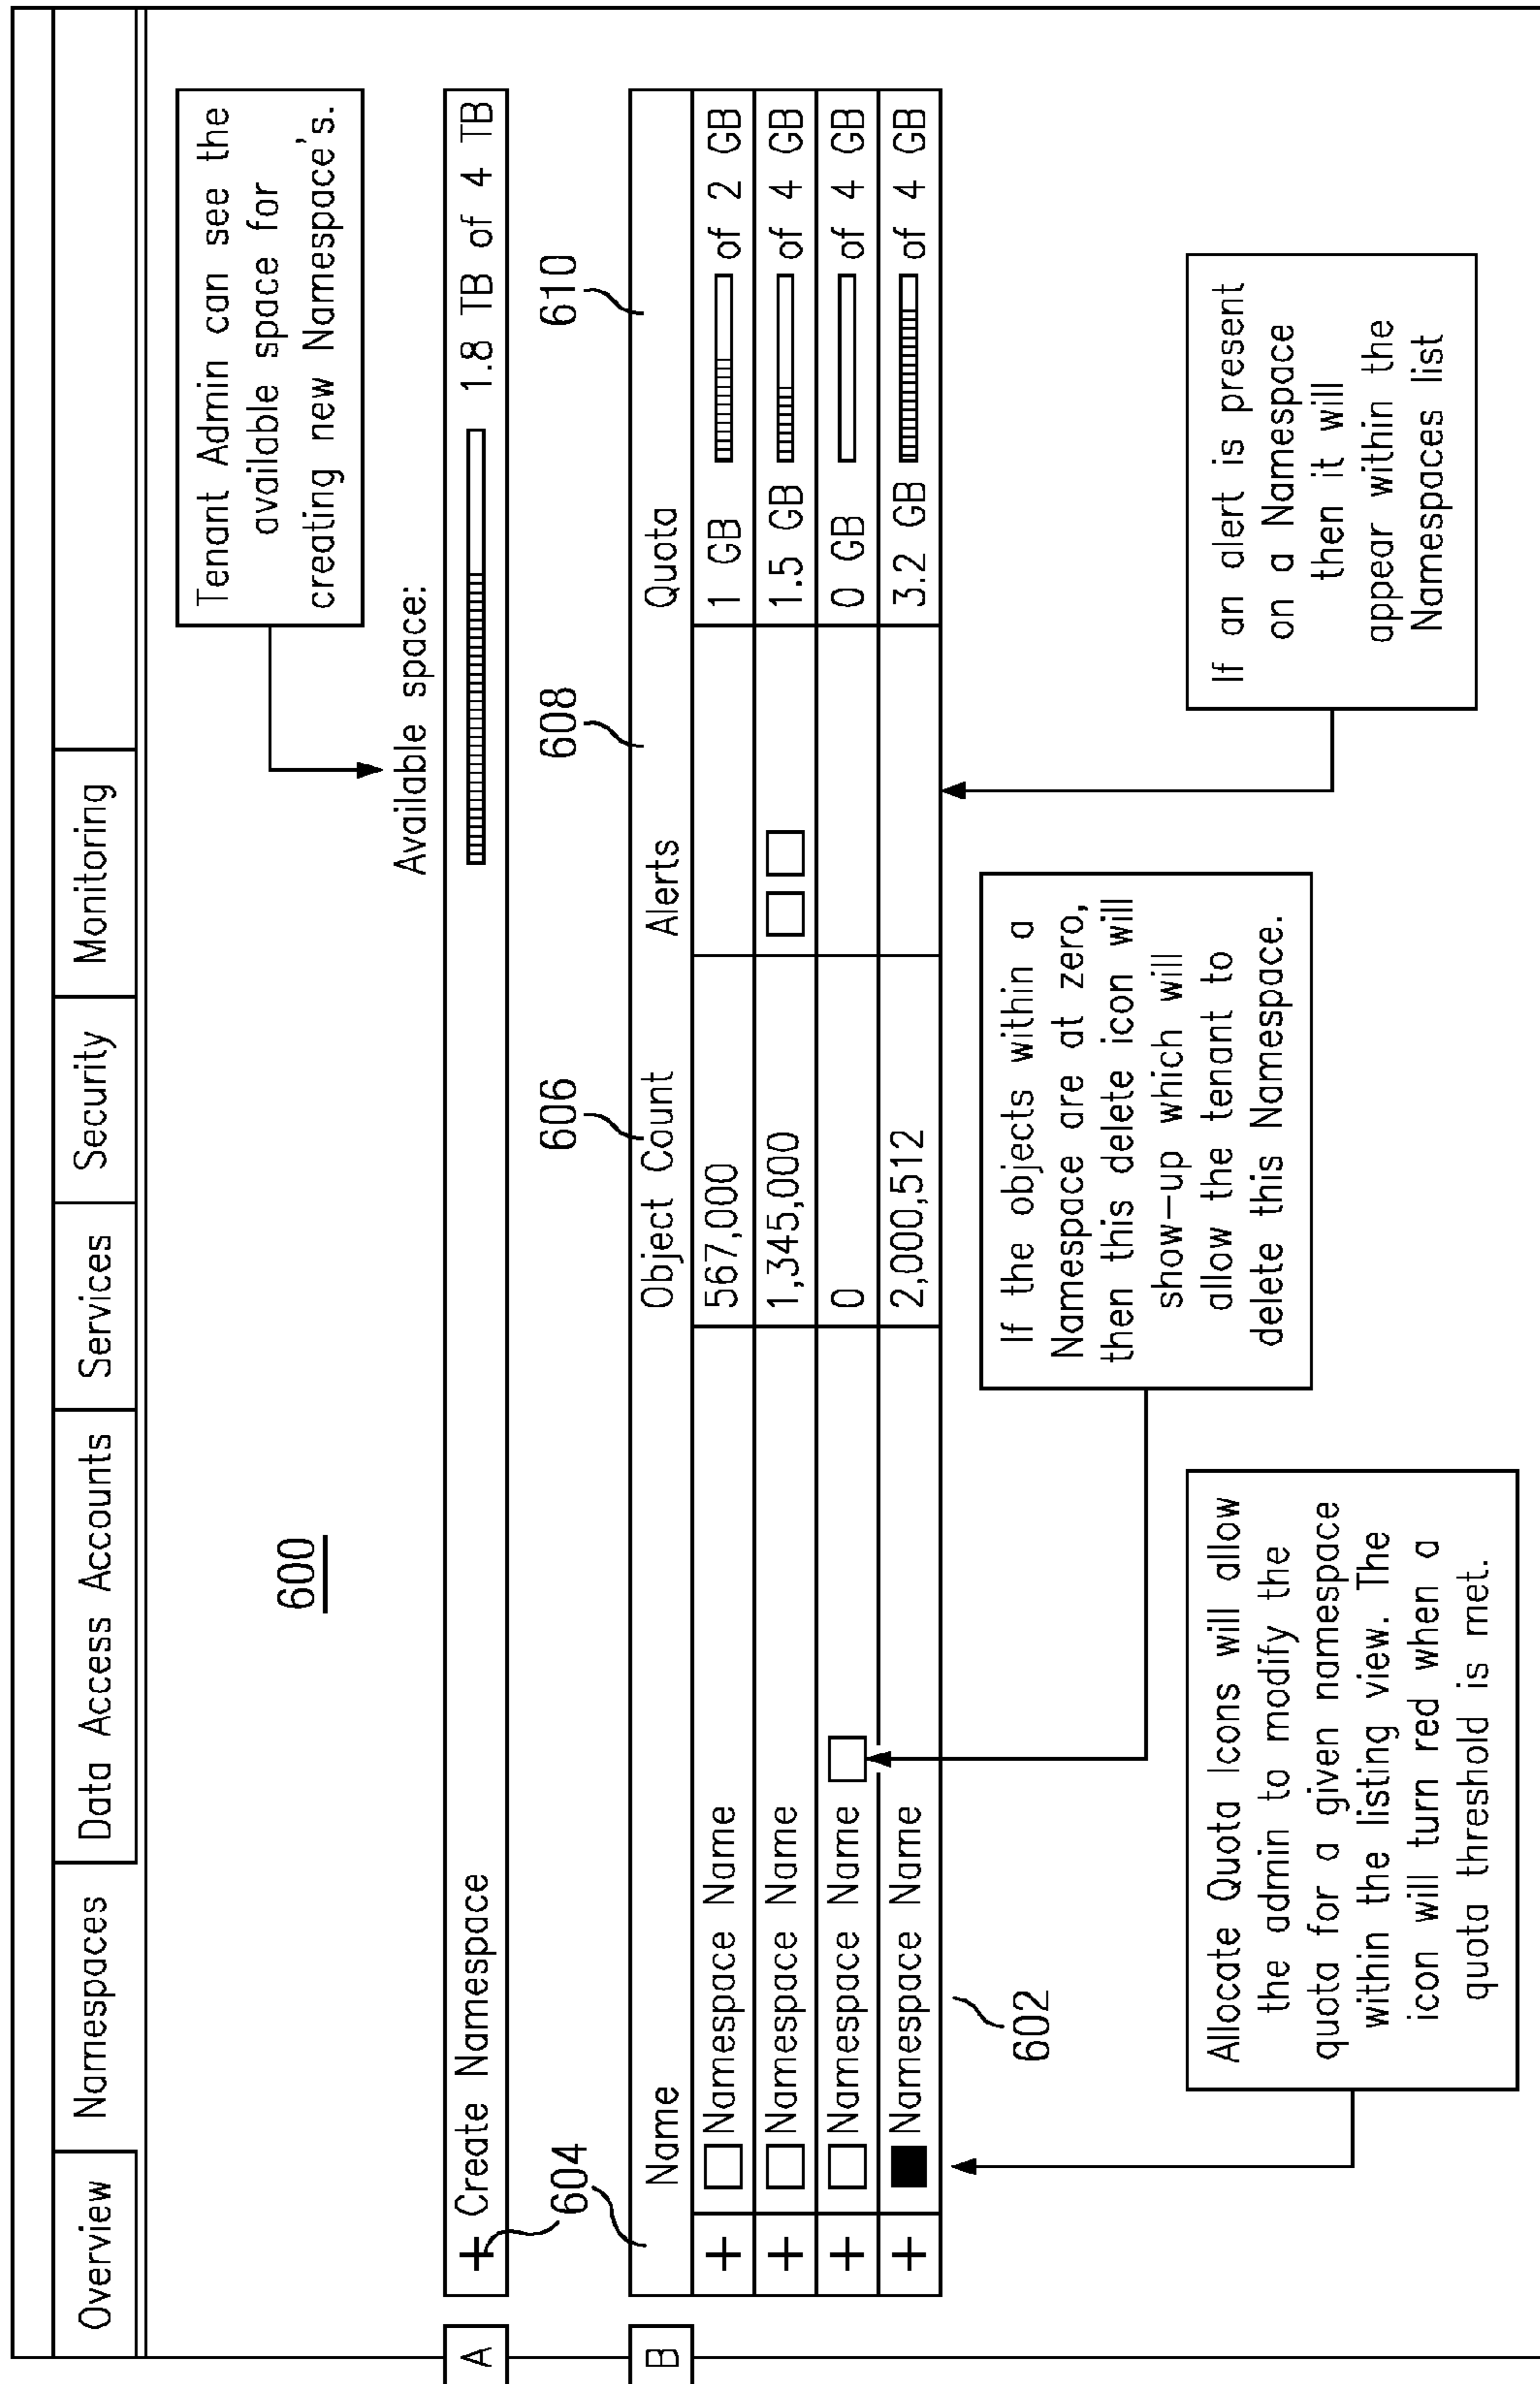 Overview Namespaces Data Access Accounts Services Security Monitoring
600
Tenant Admin can see the
available space for
creating new Namespace's.
Available space:
A + Create Namespace 1.8 TB of 4 TB
604 606 608 610
B Name Object Count Alerts Quota
+ Namespace Name 567,000 1 GB of 2 GB
+ Namespace Name 1,345,000 1.5 GB of 4 GB
+ Namespace Name 0 0 GB of 4 GB
+ Namespace Name 2,000,512 3.2 GB of 4 GB
602
Allocate Quota Icons will allow
the admin to modify the
quota for a given namespace
within the listing view. The
icon will turn red when a
quota threshold is met.
If the objects within a
Namespace are at zero,
then this delete icon will
show-up which will
allow the tenant to
delete this Namespace.
If an alert is present
on a Namespace
then it will
appear within the
Namespaces list